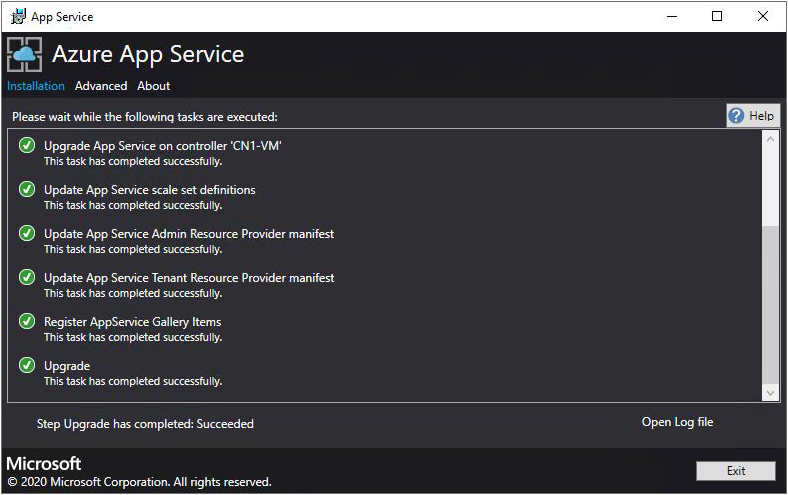 App Service
Azure App Service
Installation Advanced About
Please wait while the following tasks are executed:
Help
Upgrade App Service on controller 'CN1-VM'
This task has completed successfully.
Update App Service scale set definitions
This task has completed successfully.
Update App Service Admin Resource Provider manifest
This task has completed successfully.
Update App Service Tenant Resource Provider manifest
This task has completed successfully.
Register AppService Gallery Items
This task has completed successfully.
Upgrade
This task has completed successfully.
Step Upgrade has completed: Succeeded
Open Log file
Microsoft
© 2020 Microsoft Corporation. All rights reserved.
Exit